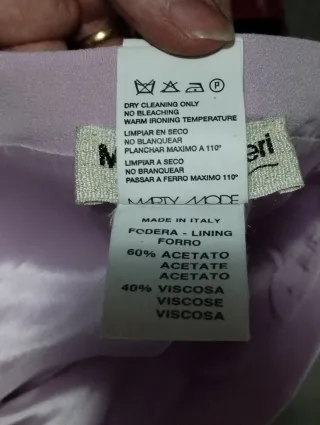 P
DRY CLEANING ONLY
NO BLEACHING
WARM IRONING TEMPERATURE
LIMPIAR EN SECO
NO BLANQUEAR
PLANCHAR MAXIMO A 110°
LIMPIAR A SECO
NO BRANQUEAR
PASSAR A FERRO MAXIMO 110°
MARTY MODE
MADE IN ITALY
FODERA - LINING
FORRO
60% ACETATO
ACETATE
ACETATO
40% VISCOSA
VISCOSE
VISCOSA